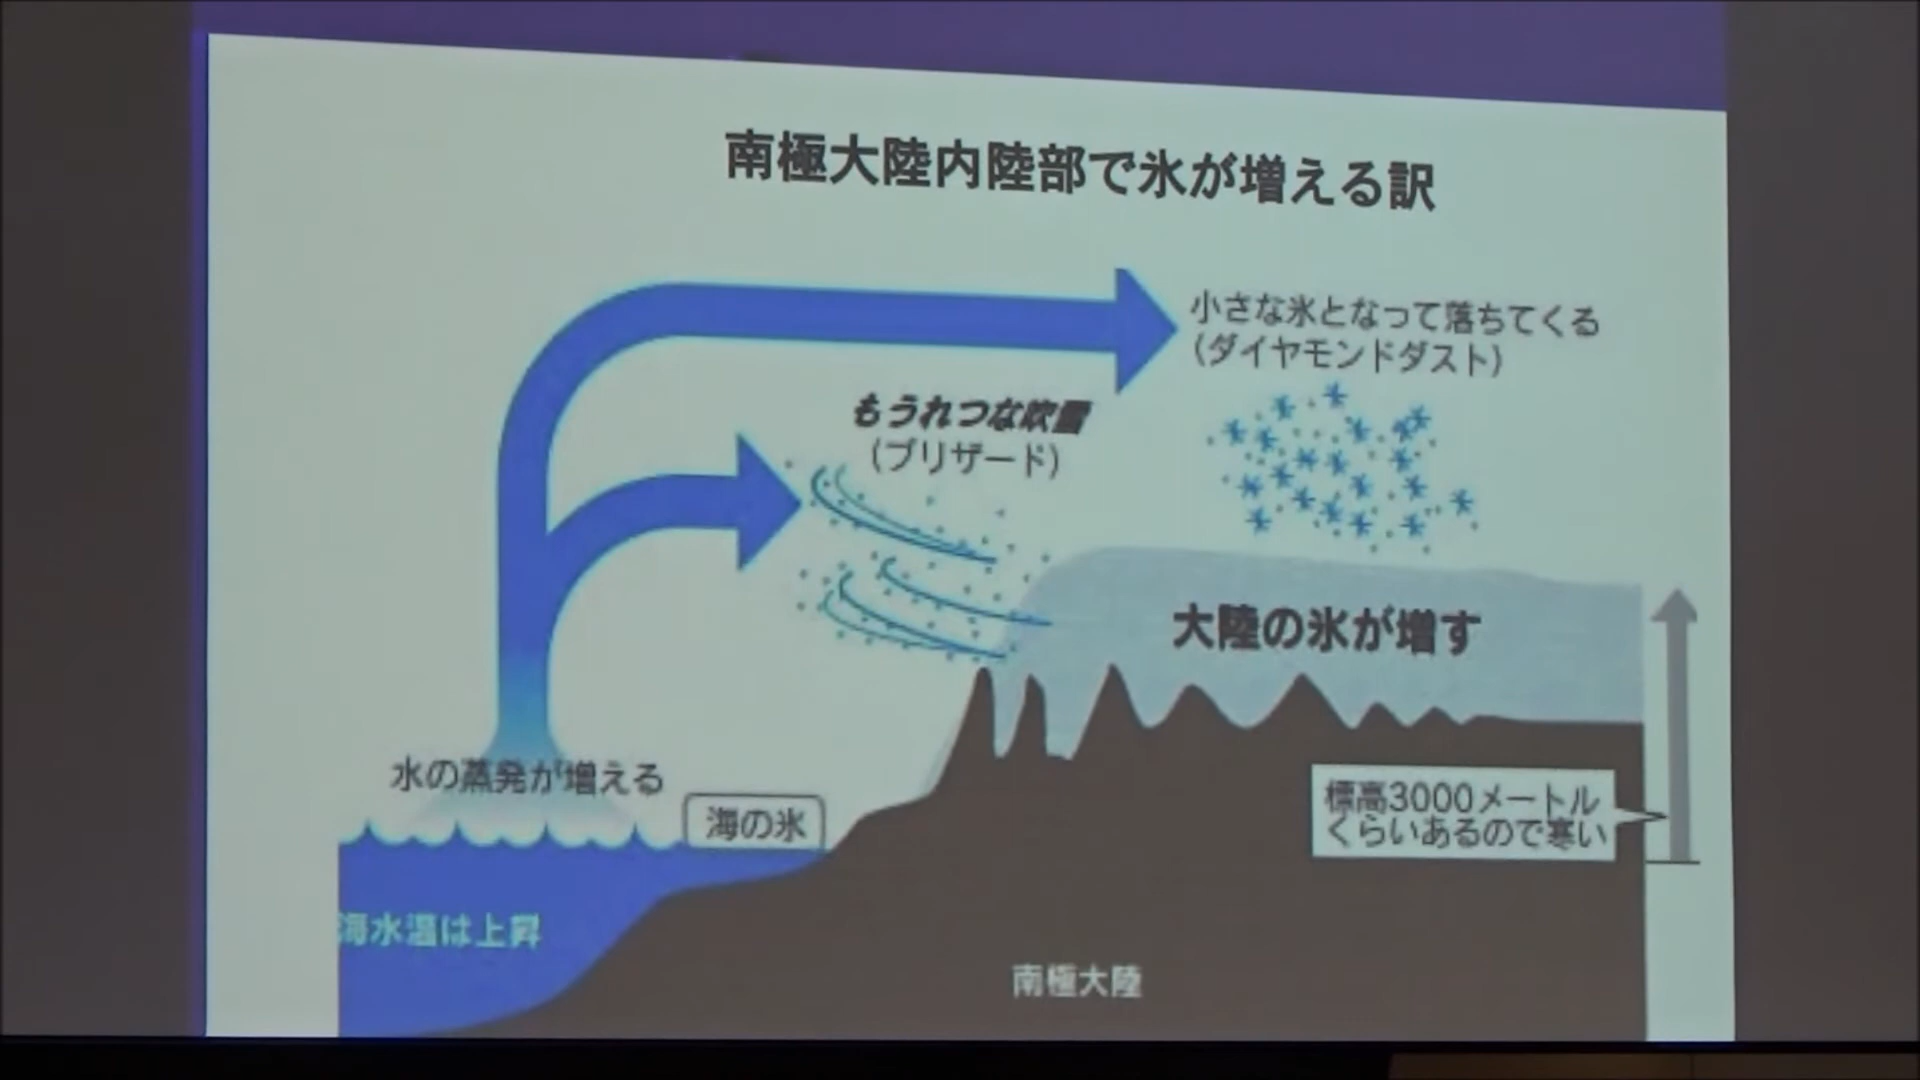 南極大陸内陸部で氷が増える訳
小さな氷となって落ちてくる
(ダイヤモンドダスト)
もうれつな吹雪
(ブリザード)
大陸の氷が増す
水の蒸発が増える
海の氷
標高3000メートル
くらいあるので寒い
海水温は上昇
南極大陸